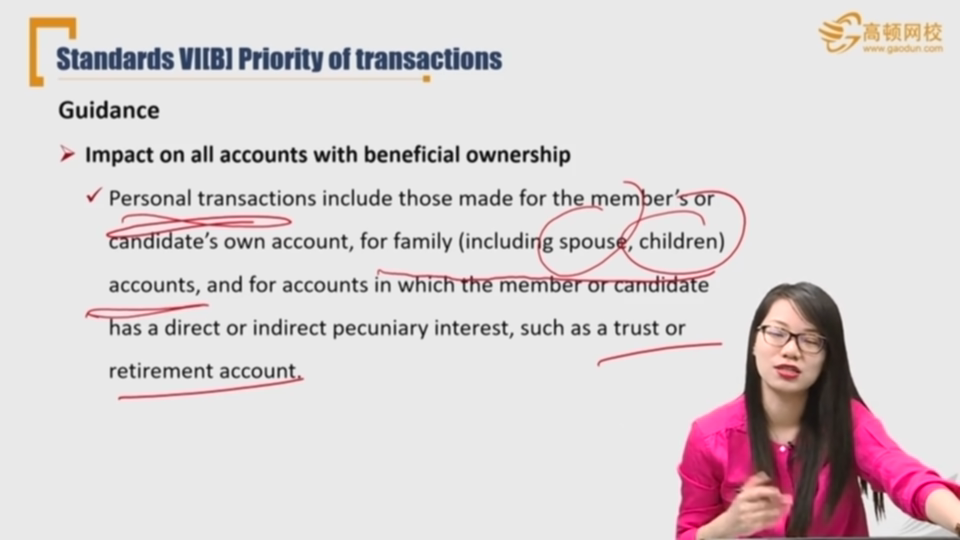 Standards VI[B] Priority of transactions
高顿网校
www.gaodun.com
Guidance
Impact on all accounts with beneficial ownership
Personal transactions include those made for the member's or
candidate's own account, for family (including spouse, children)
accounts, and for accounts in which the member or candidate
has a direct or indirect pecuniary interest, such as a trust or
retirement account.